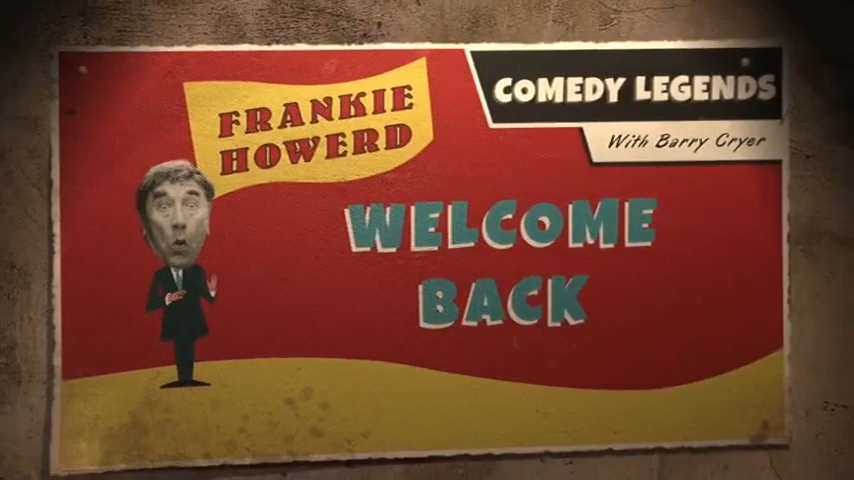 COMEDY LEGENDS
With Barry Cryer
FRANKIE
HOWERD
WELCOME
BACK